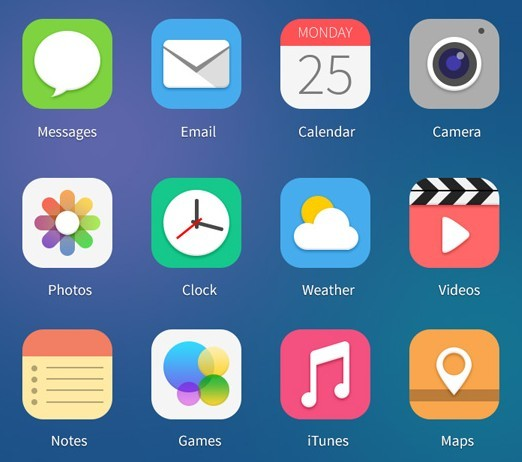 MONDAY
25
Messages Email Calendar Camera
Photos Clock Weather Videos
Notes Games iTunes Maps